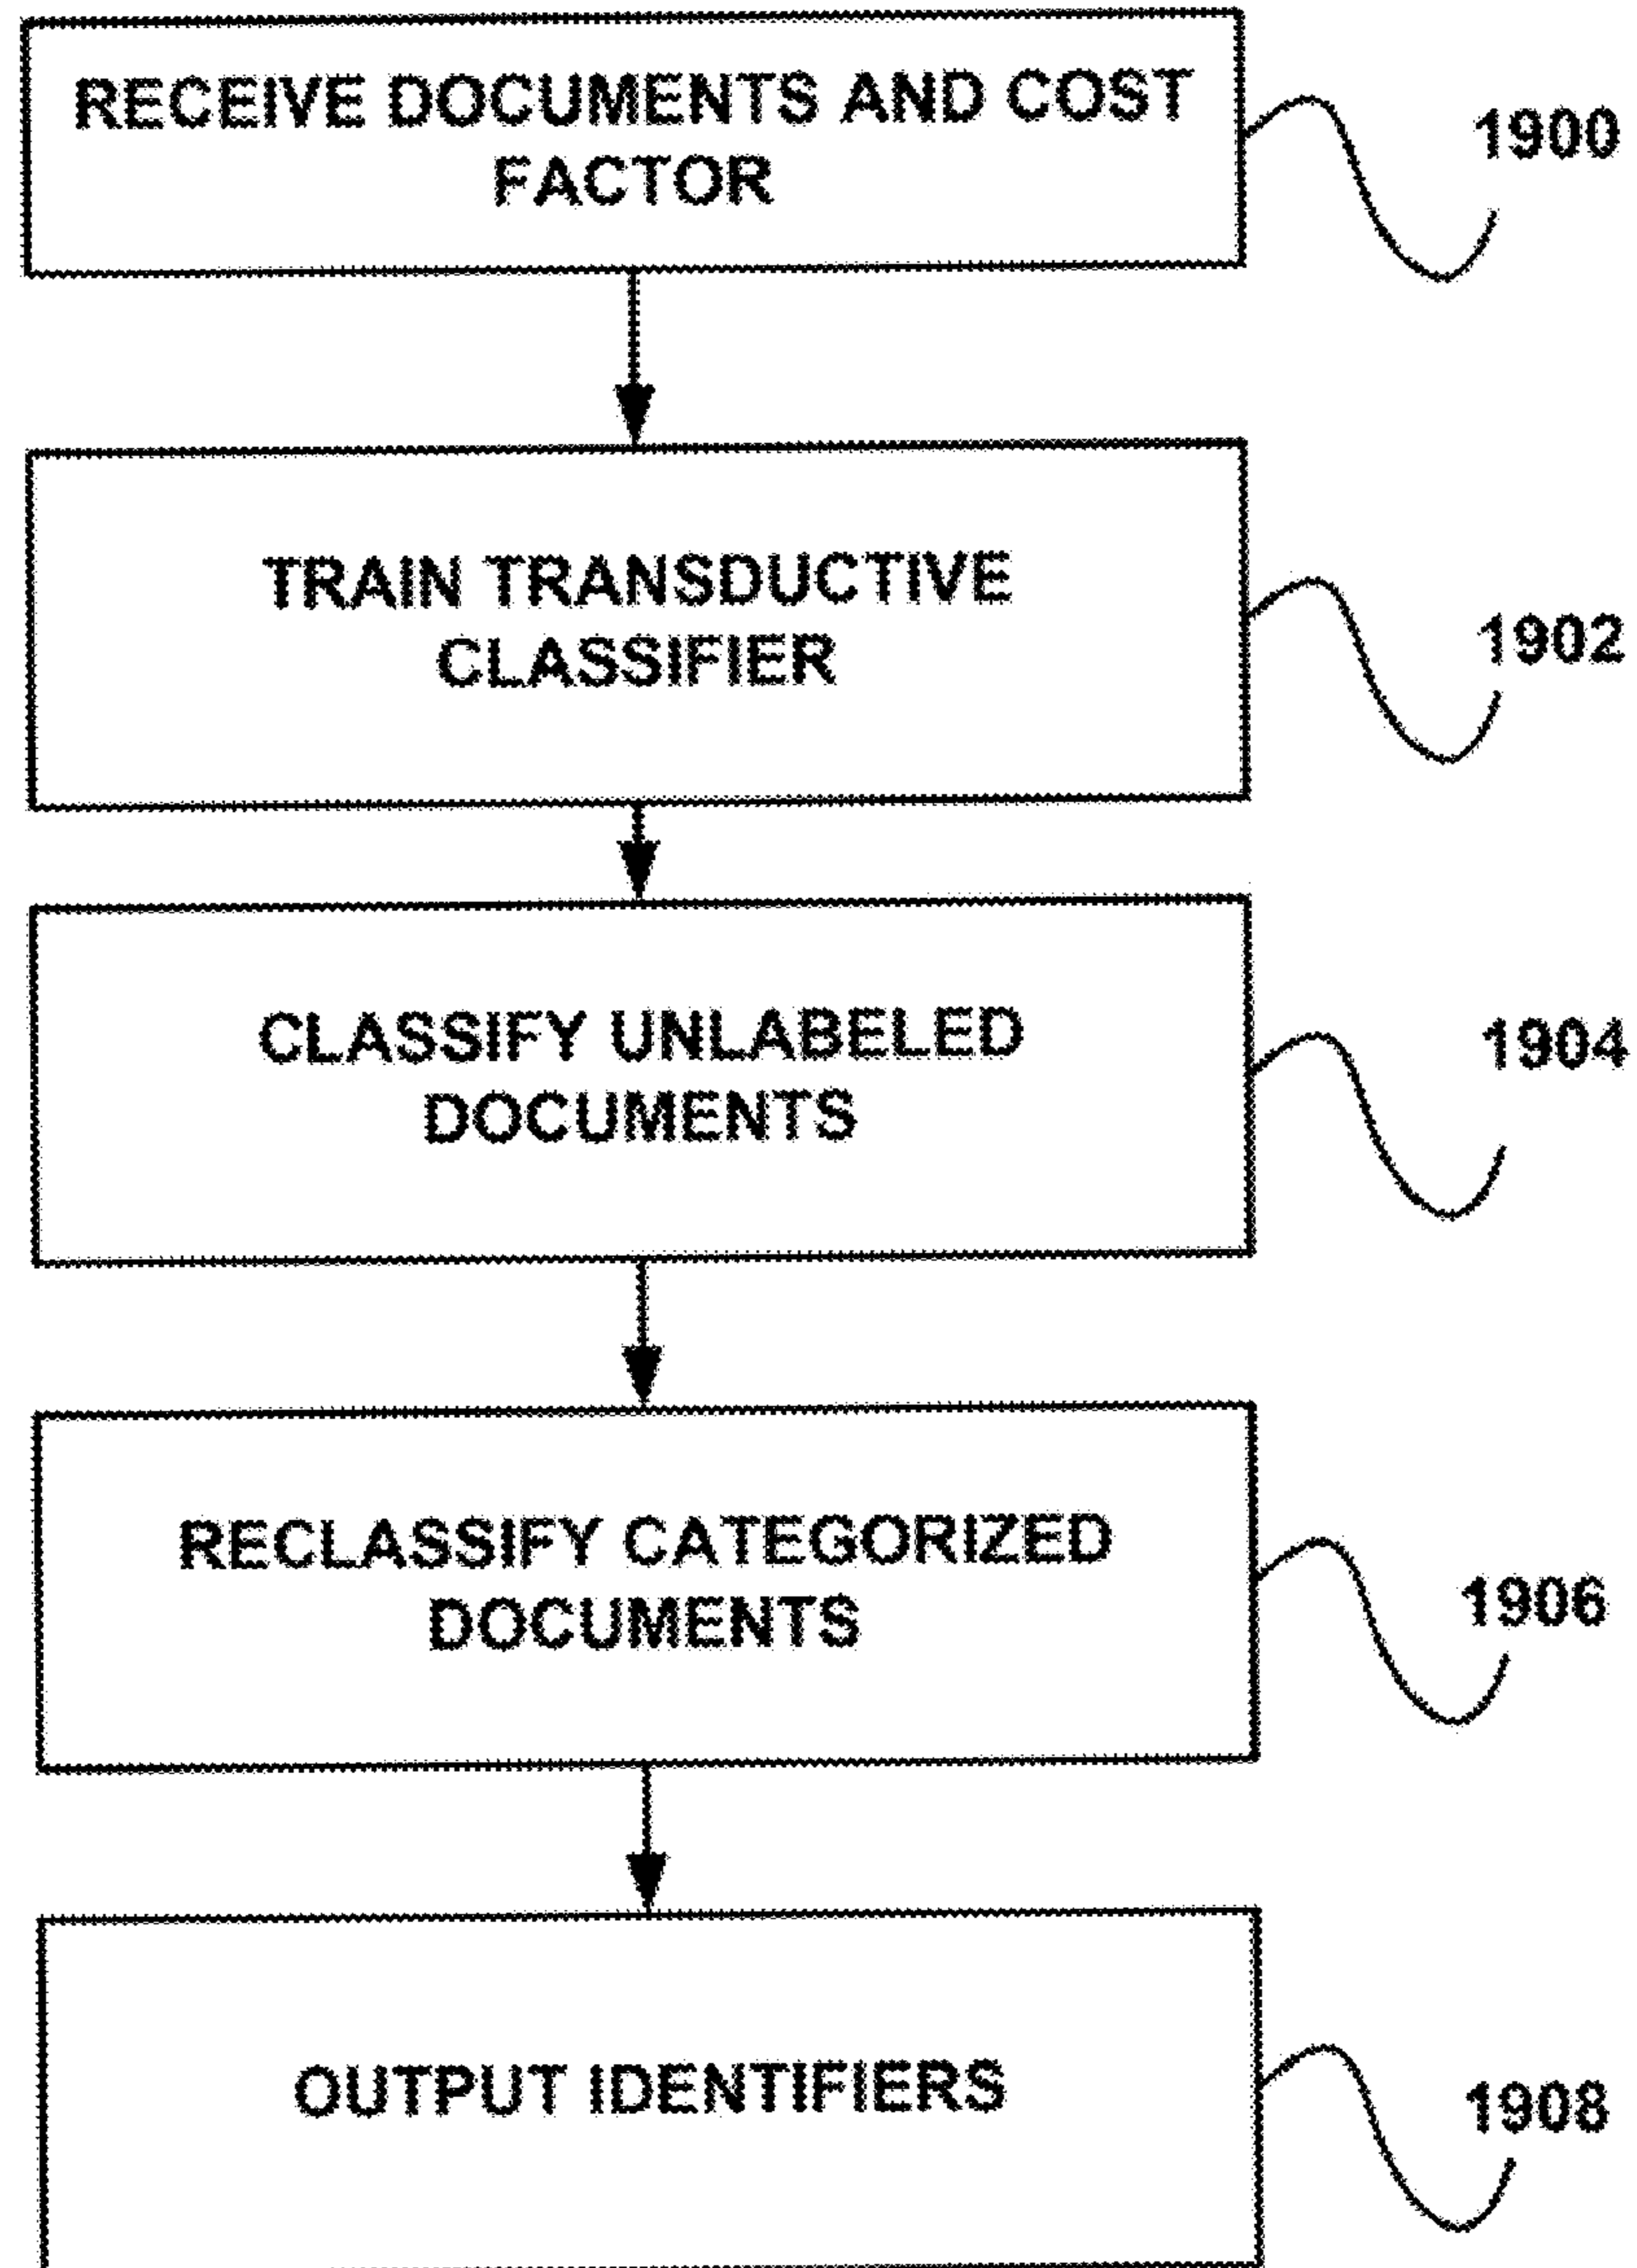 RECEIVE DOCUMENTS AND COST
FACTOR
1900
TRAIN TRANSDUCTIVE
CLASSIFIER
1902
CLASSIFY UNLABELED
DOCUMENTS
1904
RECLASSIFY CATEGORIZED
DOCUMENTS
1906
OUTPUT IDENTIFIERS
1908